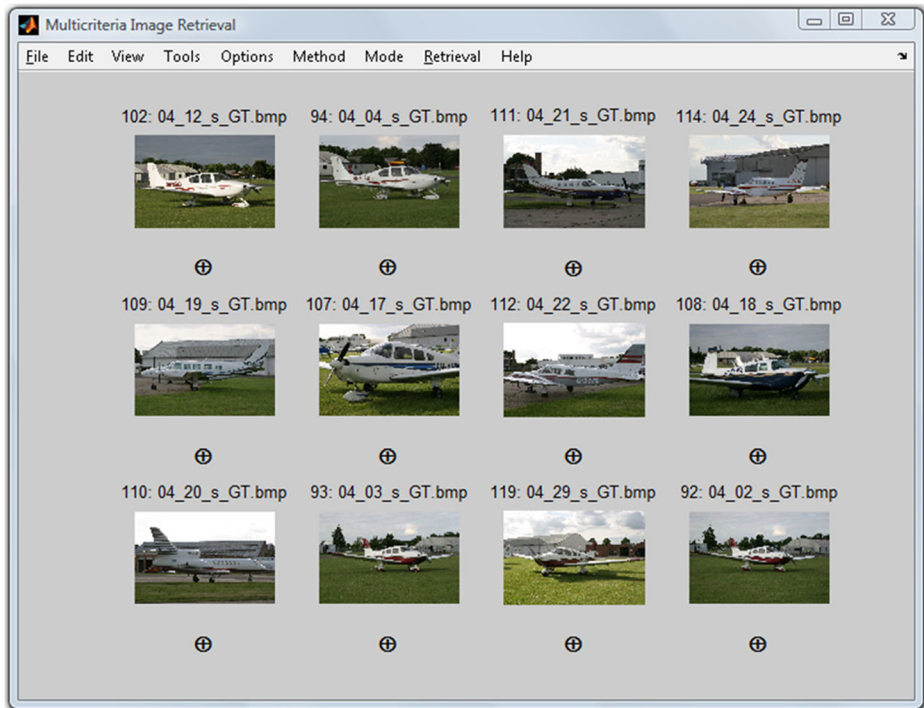 Multicriteria Image Retrieval
File Edit View Tools Options Method Mode Retrieval Help
102: 04_12_s_GT.bmp 94: 04_04_s_GT.bmp 111: 04_21_s_GT.bmp 114: 04_24_s_GT.bmp
109: 04_19_s_GT.bmp 107: 04_17_s_GT.bmp 112: 04_22_s_GT.bmp 108: 04_18_s_GT.bmp
110: 04_20_s_GT.bmp 93: 04_03_s_GT.bmp 119: 04_29_s_GT.bmp 92: 04_02_s_GT.bmp